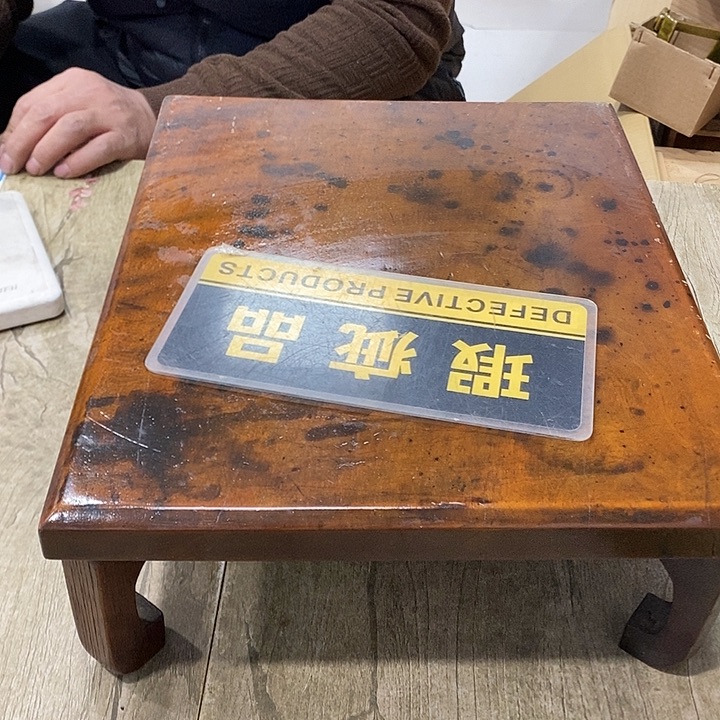 瑕疵品
DEFECTIVE PRODUCTS